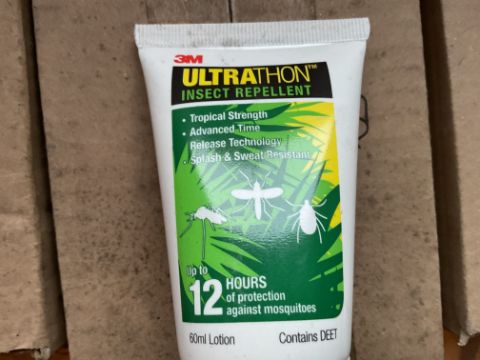 3M
ULTRATHON™
INSECT REPELLENT
• Tropical Strength
• Advanced Time
Release Technology
• Splash & Sweat Resistant
Up to
12 HOURS
of protection
against mosquitoes
60ml Lotion
Contains DEET